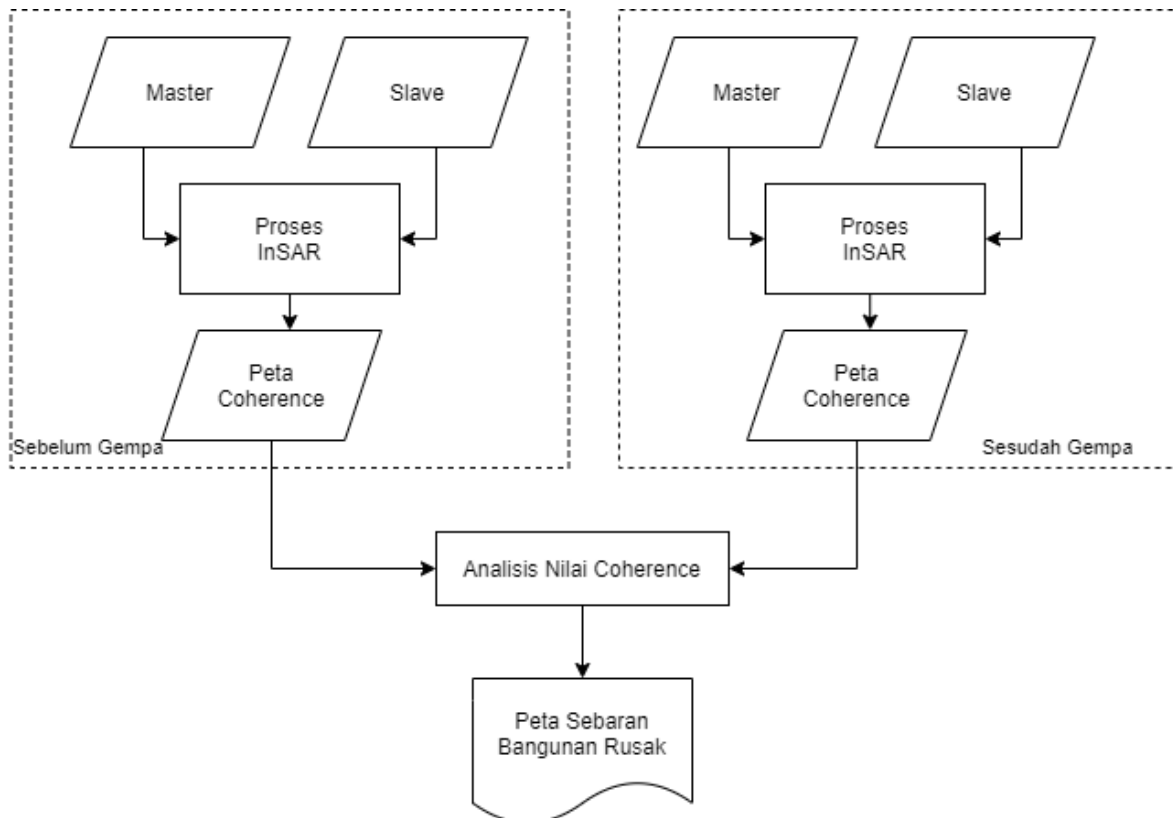 Master
Slave
Proses
InSAR
Peta
Coherence
Sebelum Gempa
Master
Slave
Proses
InSAR
Peta
Coherence
Sesudah Gempa
Analisis Nilai Coherence
Peta Sebaran
Bangunan Rusak